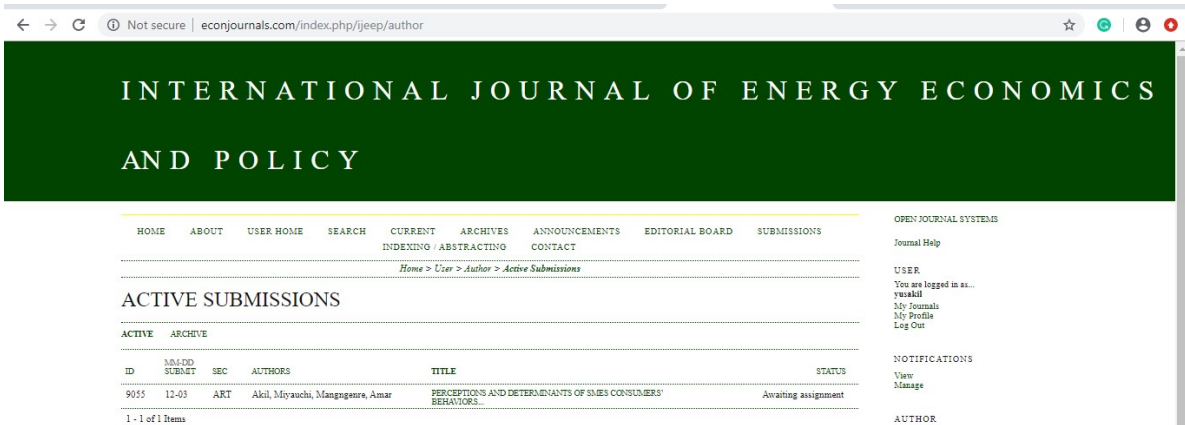 Not secure | econjournals.com/index.php/ijeep/author
INTERNATIONAL JOURNAL OF ENERGY ECONOMICS
AND POLICY
HOME ABOUT USER HOME SEARCH CURRENT ARCHIVES ANNOUNCEMENTS EDITORIAL BOARD SUBMISSIONS
INDEXING / ABSTRACTING CONTACT
Home > User > Author > Active Submissions
ACTIVE SUBMISSIONS
ACTIVE ARCHIVE
MM-DD
ID SUBMIT SEC AUTHORS TITLE STATUS
9055 12-03 ART Akil, Miyauchi, Mangngenre, Amar PERCEPTIONS AND DETERMINANTS OF SMES CONSUMERS' Awaiting assignment
BEHAVIORS...
1 - 1 of 1 Items
OPEN JOURNAL SYSTEMS
Journal Help
USER
You are logged in as...
yusakil
My Journals
My Profile
Log Out
NOTIFICATIONS
View
Manage
AUTHOR